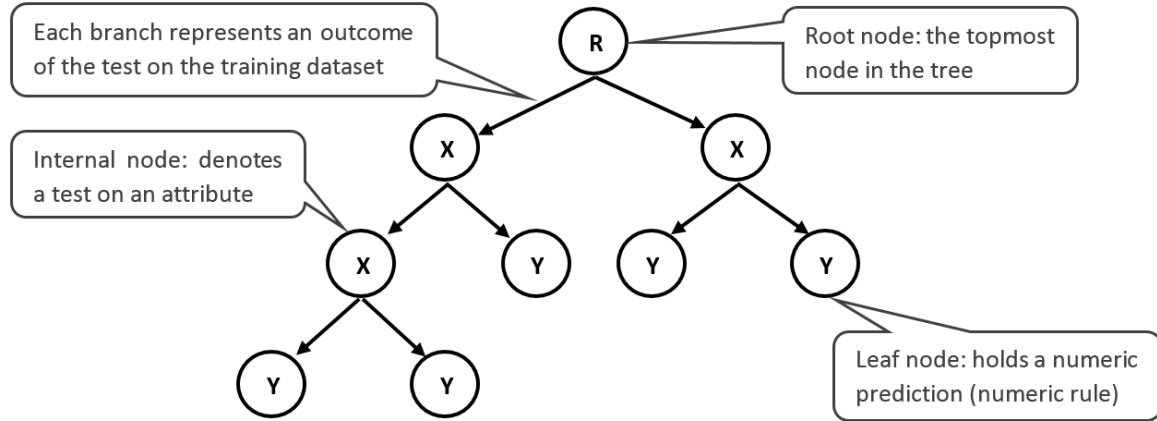 Each branch represents an outcome
of the test on the training dataset
R
Root node: the topmost
node in the tree
X
X
Internal node: denotes
a test on an attribute
X
Y
Y
Y
Y
Y
Leaf node: holds a numeric
prediction (numeric rule)